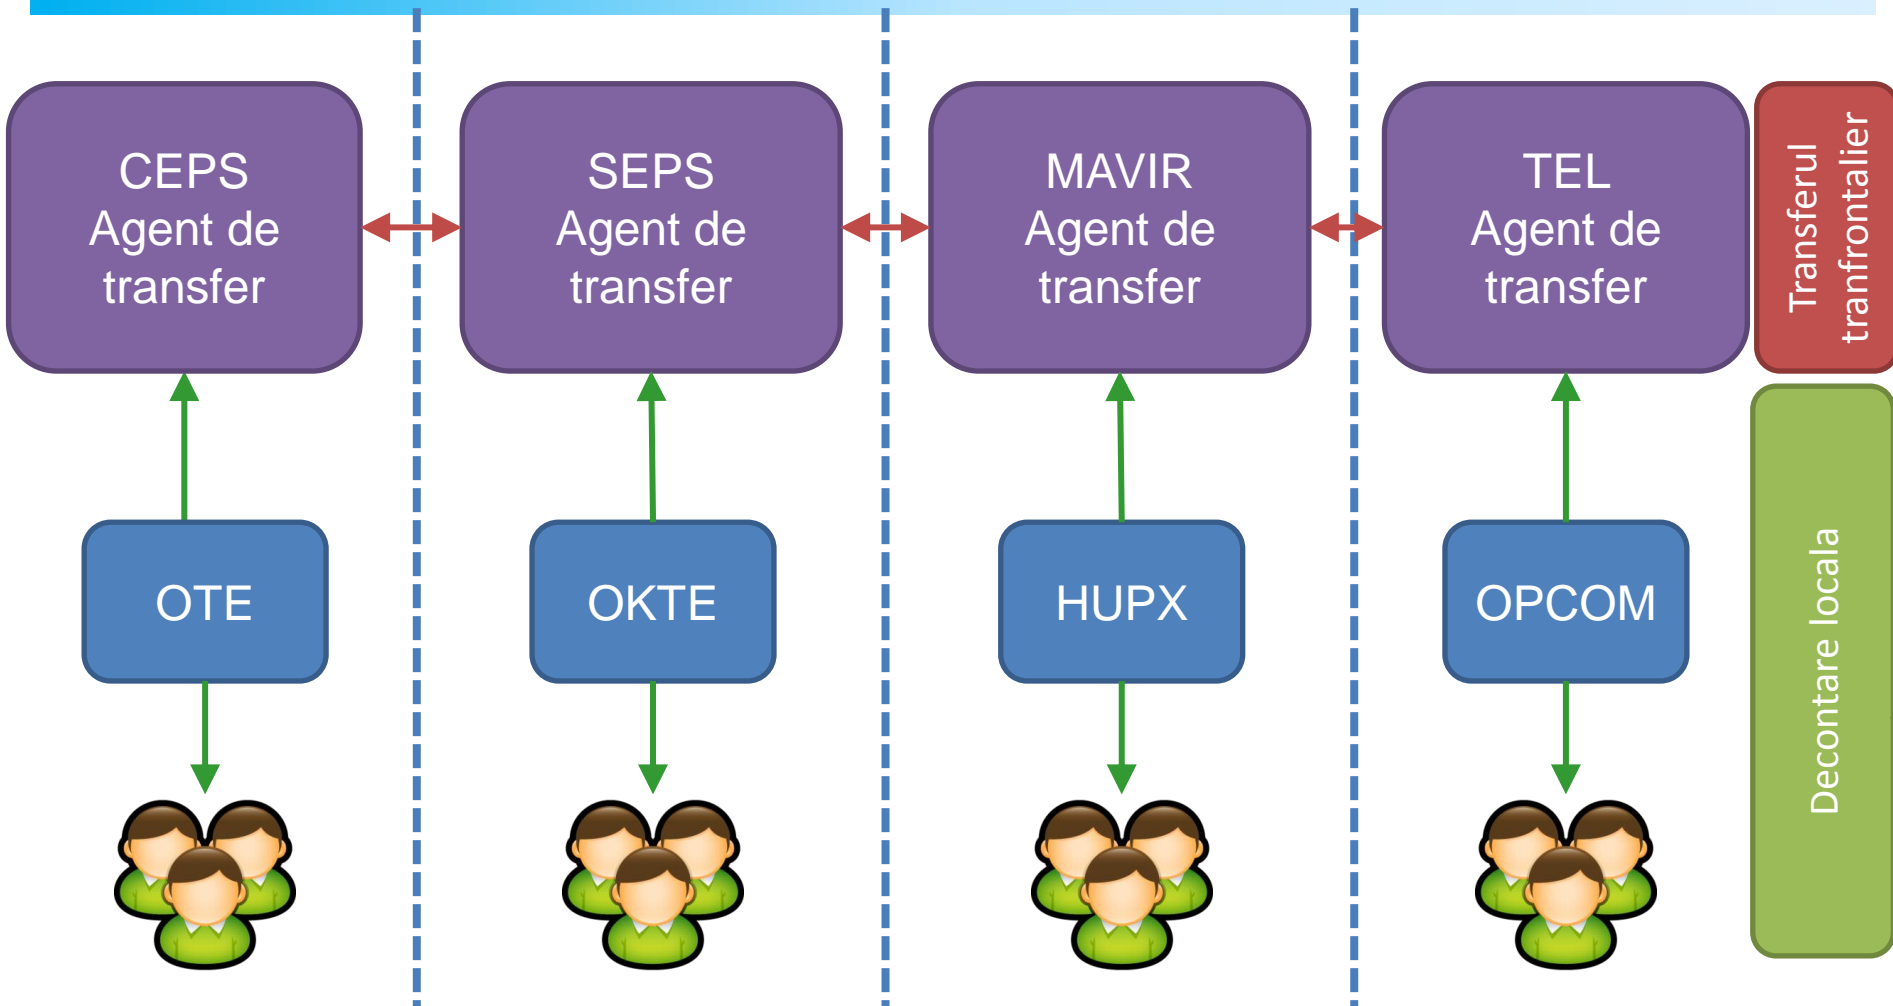 CEPS
Agent de
transfer
SEPS
Agent de
transfer
MAVIR
Agent de
transfer
TEL
Agent de
transfer
Transferul
tranfrontalier
OTE
OKTE
HUPX
OPCOM
Decontare locala